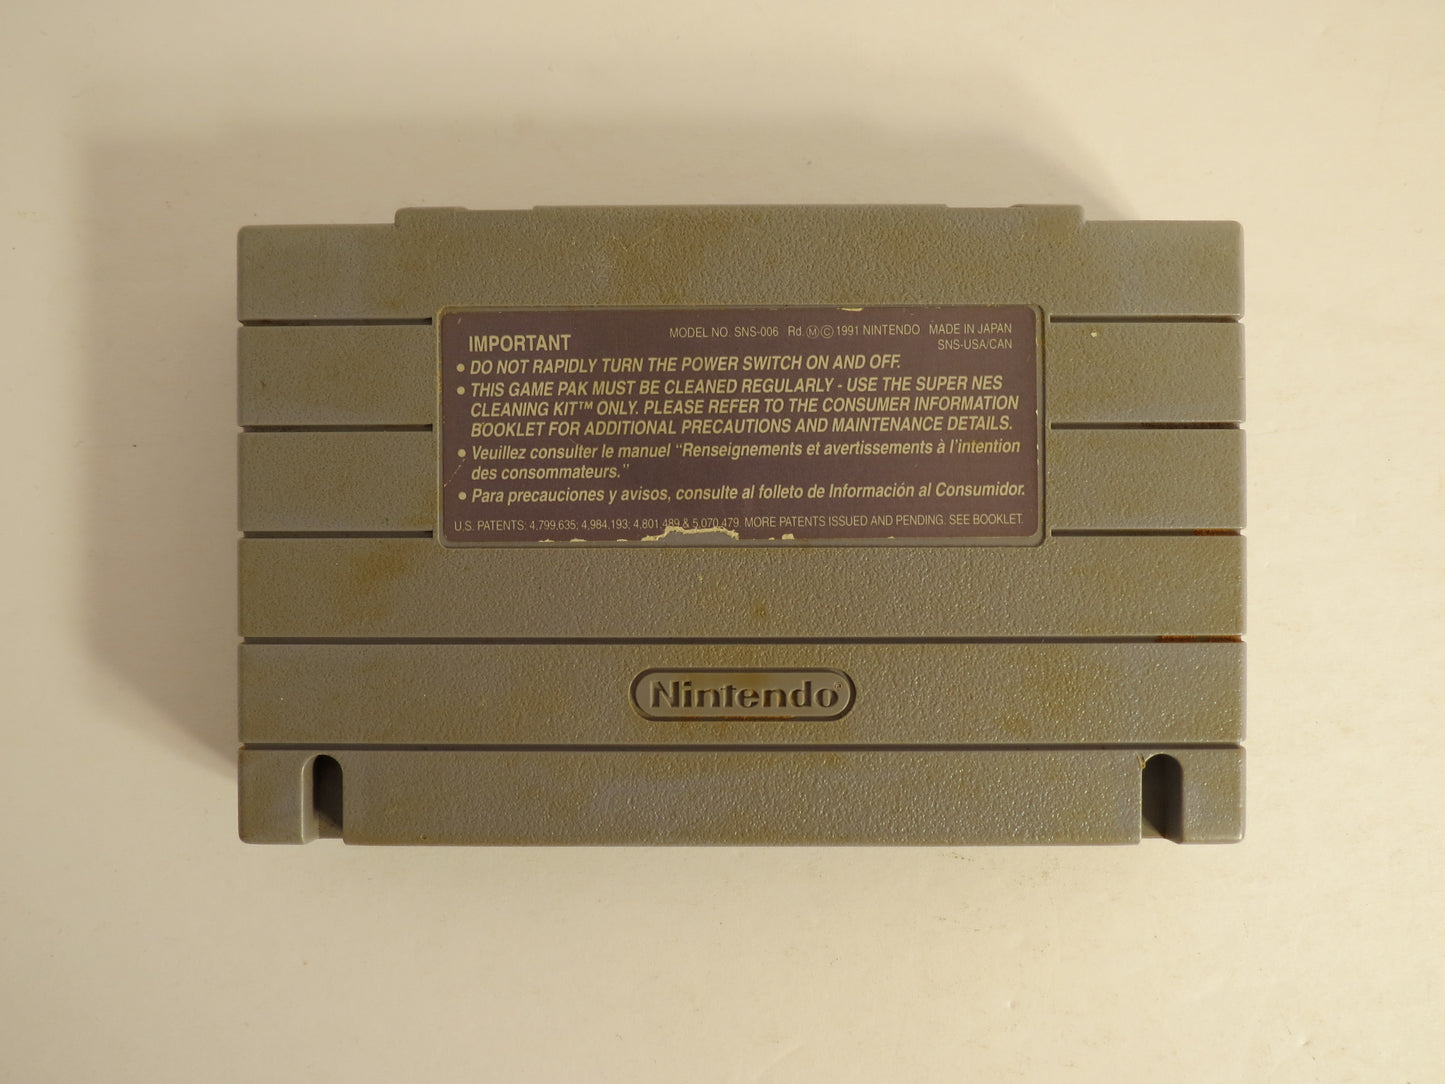 MODEL NO. SNS-006 Rd. ⓂⒸ 1991 NINTENDO MADE IN JAPAN
SNS-USA/CAN
IMPORTANT
• DO NOT RAPIDLY TURN THE POWER SWITCH ON AND OFF.
• THIS GAME PAK MUST BE CLEANED REGULARLY - USE THE SUPER NES
CLEANING KIT™ ONLY. PLEASE REFER TO THE CONSUMER INFORMATION
BOOKLET FOR ADDITIONAL PRECAUTIONS AND MAINTENANCE DETAILS.
• Veuillez consulter le manuel “Renseignements et avertissements à l’intention
des consommateurs.”
• Para precauciones y avisos, consulte al folleto de Información al Consumidor.
U.S. PATENTS: 4,799,635; 4,984,193; 4,801,489 & 5,070,479. MORE PATENTS ISSUED AND PENDING. SEE BOOKLET.
Nintendo®